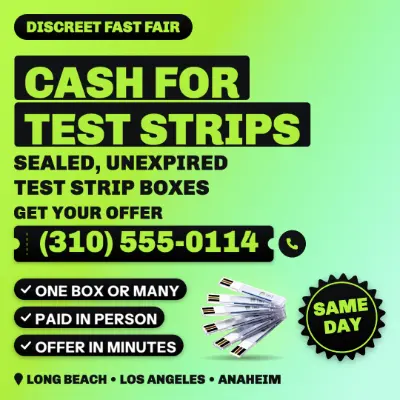 DISCREET FAST FAIR
CASH FOR
TEST STRIPS
SEALED, UNEXPIRED
TEST STRIP BOXES
GET YOUR OFFER
(310) 555-0114
ONE BOX OR MANY
PAID IN PERSON
OFFER IN MINUTES
SAME
DAY
LONG BEACH • LOS ANGELES • ANAHEIM